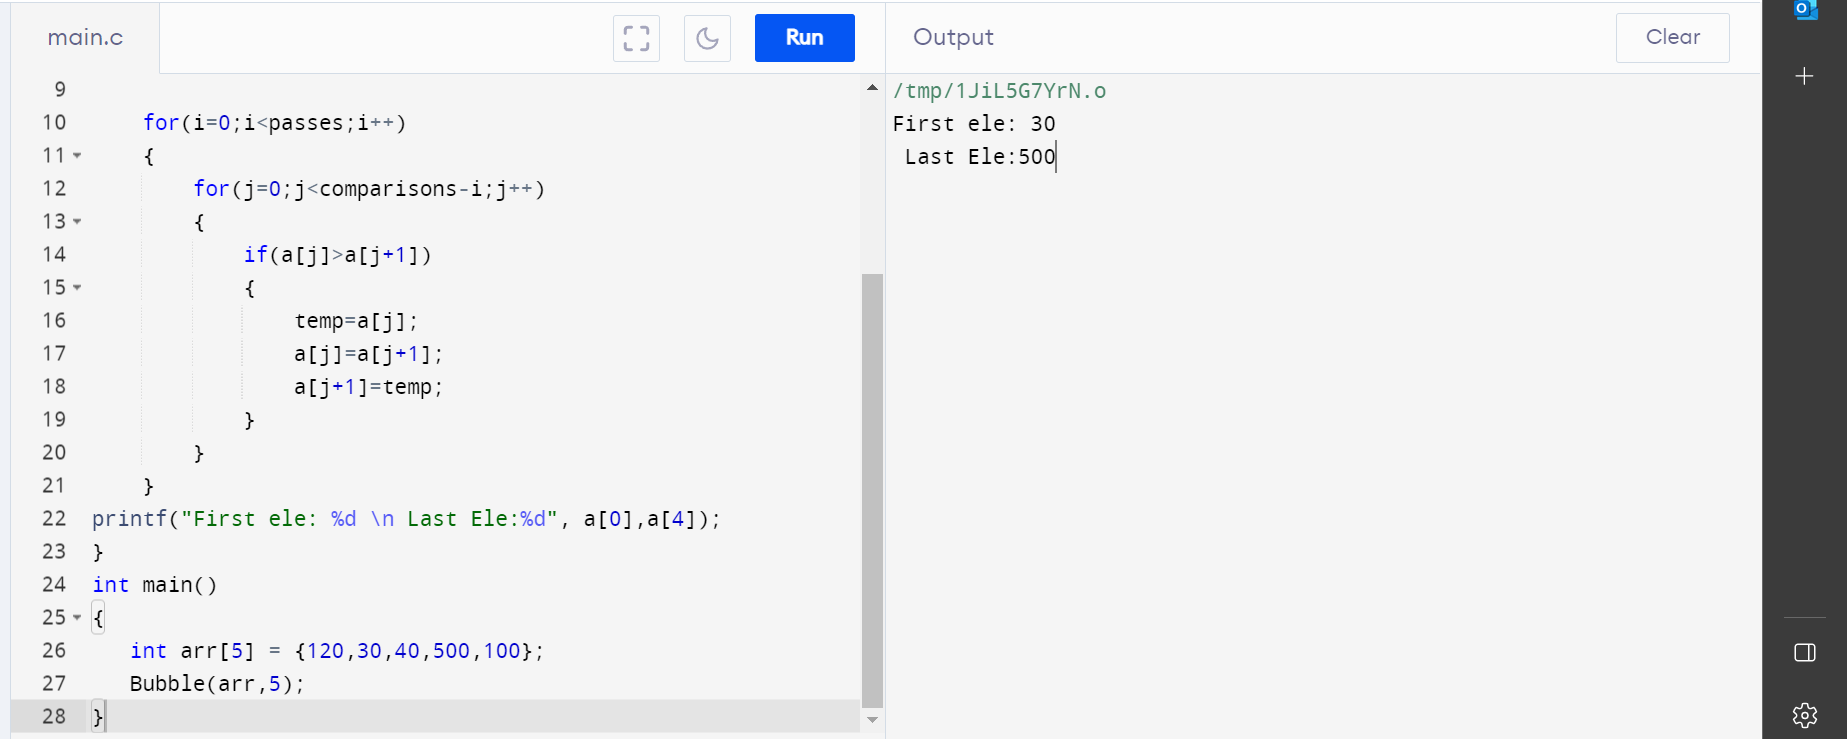 main.c
Run
Output
Clear
9
10 for(i=0;i<passes;i++)
11 {
12 for(j=0;j<comparisons-i;j++)
13 {
14 if(a[j]>a[j+1])
15 {
16 temp=a[j];
17 a[j]=a[j+1];
18 a[j+1]=temp;
19 }
20 }
21 }
22 printf("First ele: %d \n Last Ele:%d", a[0],a[4]);
23 }
24 int main()
25 {
26 int arr[5] = {120,30,40,500,100};
27 Bubble(arr,5);
28 }
/tmp/1JiL5G7YrN.o
First ele: 30
Last Ele:500